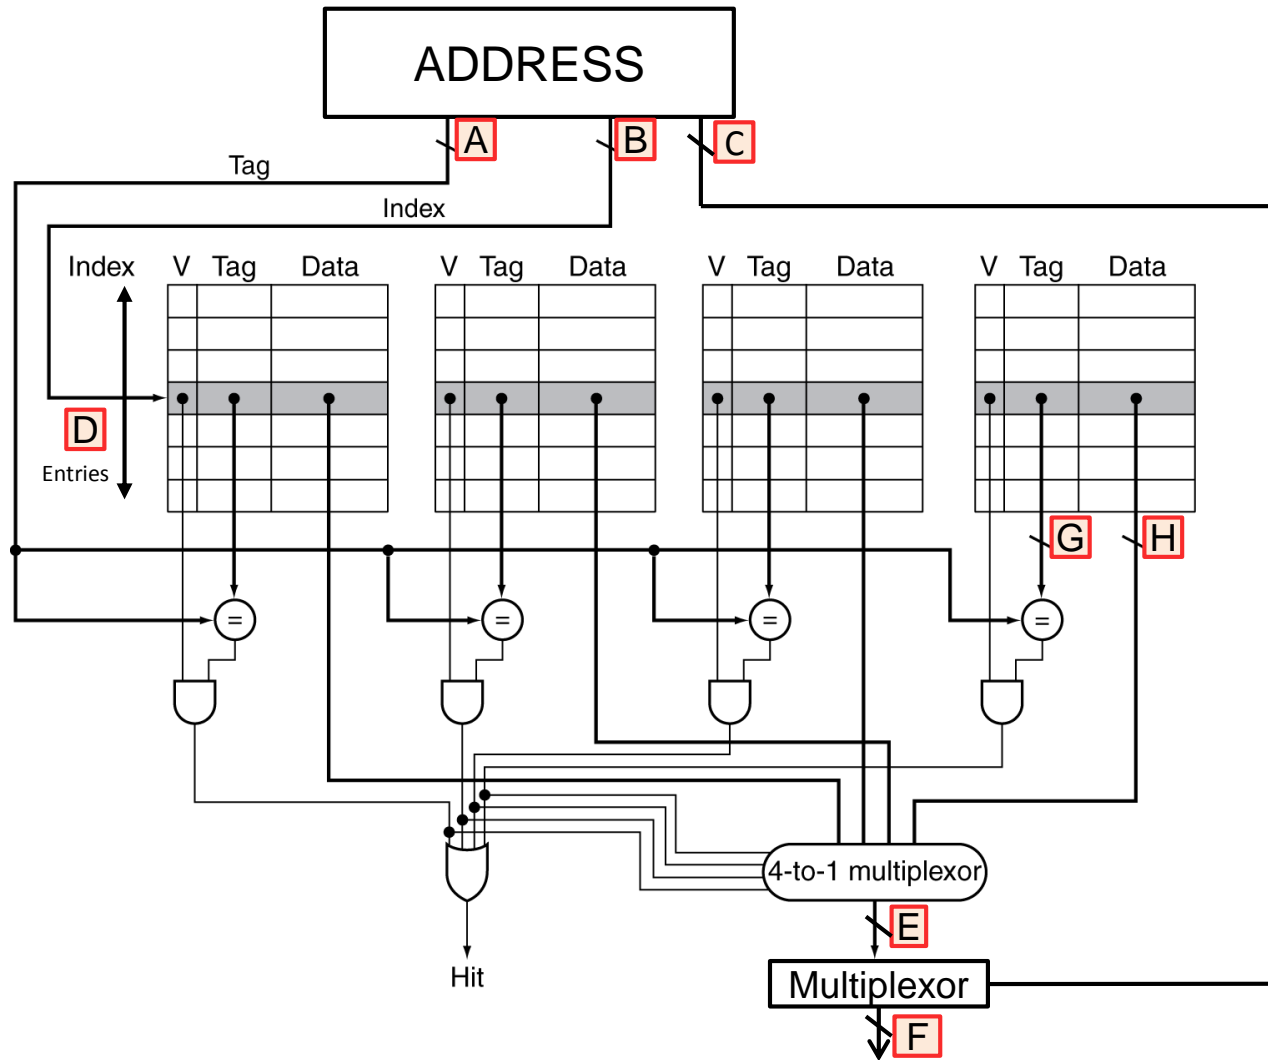 ADDRESS
A
B
C
Tag
Index
Index
V Tag Data
V Tag Data
V Tag Data
V Tag Data
D
Entries
G
H
=
=
=
=
4-to-1 multiplexor
E
Hit
Multiplexor
F